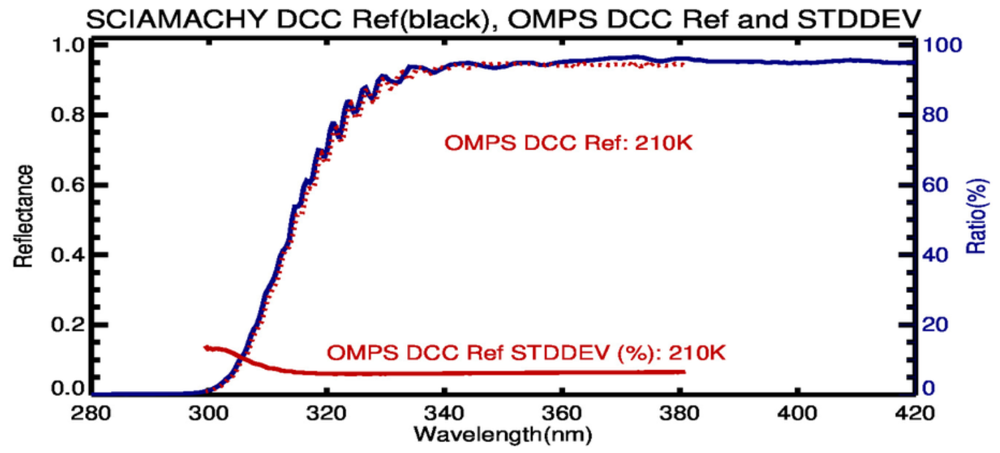 SCIAMACHY DCC Ref(black), OMPS DCC Ref and STDDEV
1.0
0.8
0.6
0.4
0.2
0.0
Reflectance
100
80
60
40
20
0
Ratio(%)
OMPS DCC Ref: 210K
OMPS DCC Ref STDDEV (%): 210K
280 300 320 340 360 380 400 420
Wavelength(nm)